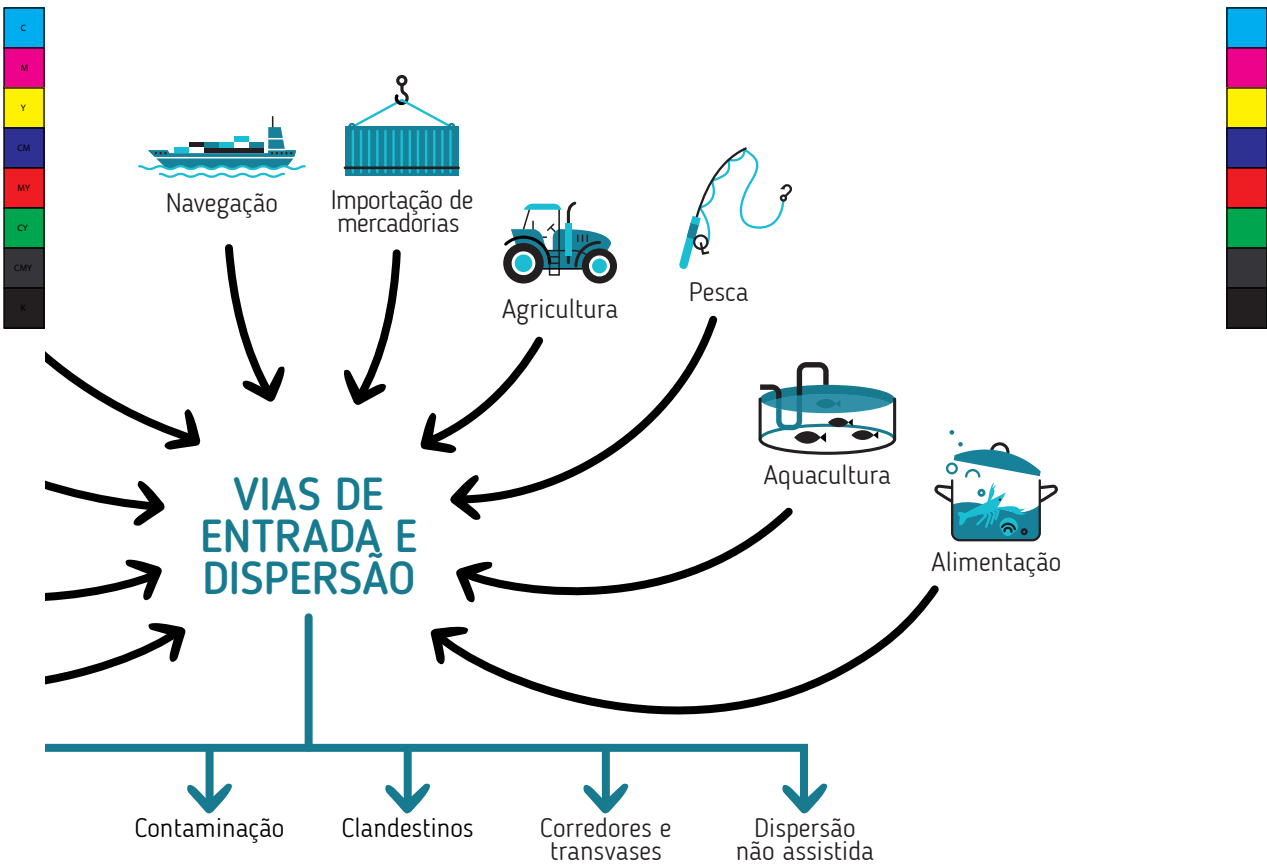 C
M
Y
CM
MY
CY
CMY
K
Navegação
Importação de
mercadorias
Agricultura
Pesca
Aquacultura
Alimentação
VIAS DE
ENTRADA E
DISPERSÃO
Contaminação
Clandestinos
Corredores e
transvases
Dispersão
não assistida